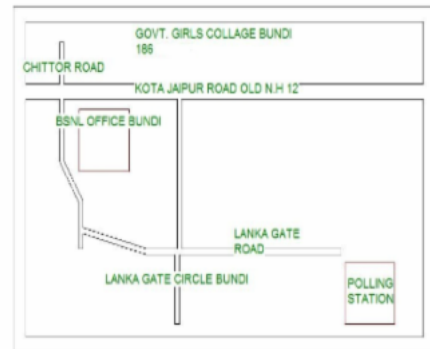 GOVT. GIRLS COLLAGE BUNDI
186
CHITTOR ROAD
KOTA JAIPUR ROAD OLD N.H 12
BSNL OFFICE BUNDI
LANKA GATE
ROAD
LANKA GATE CIRCLE BUNDI
POLLING
STATION